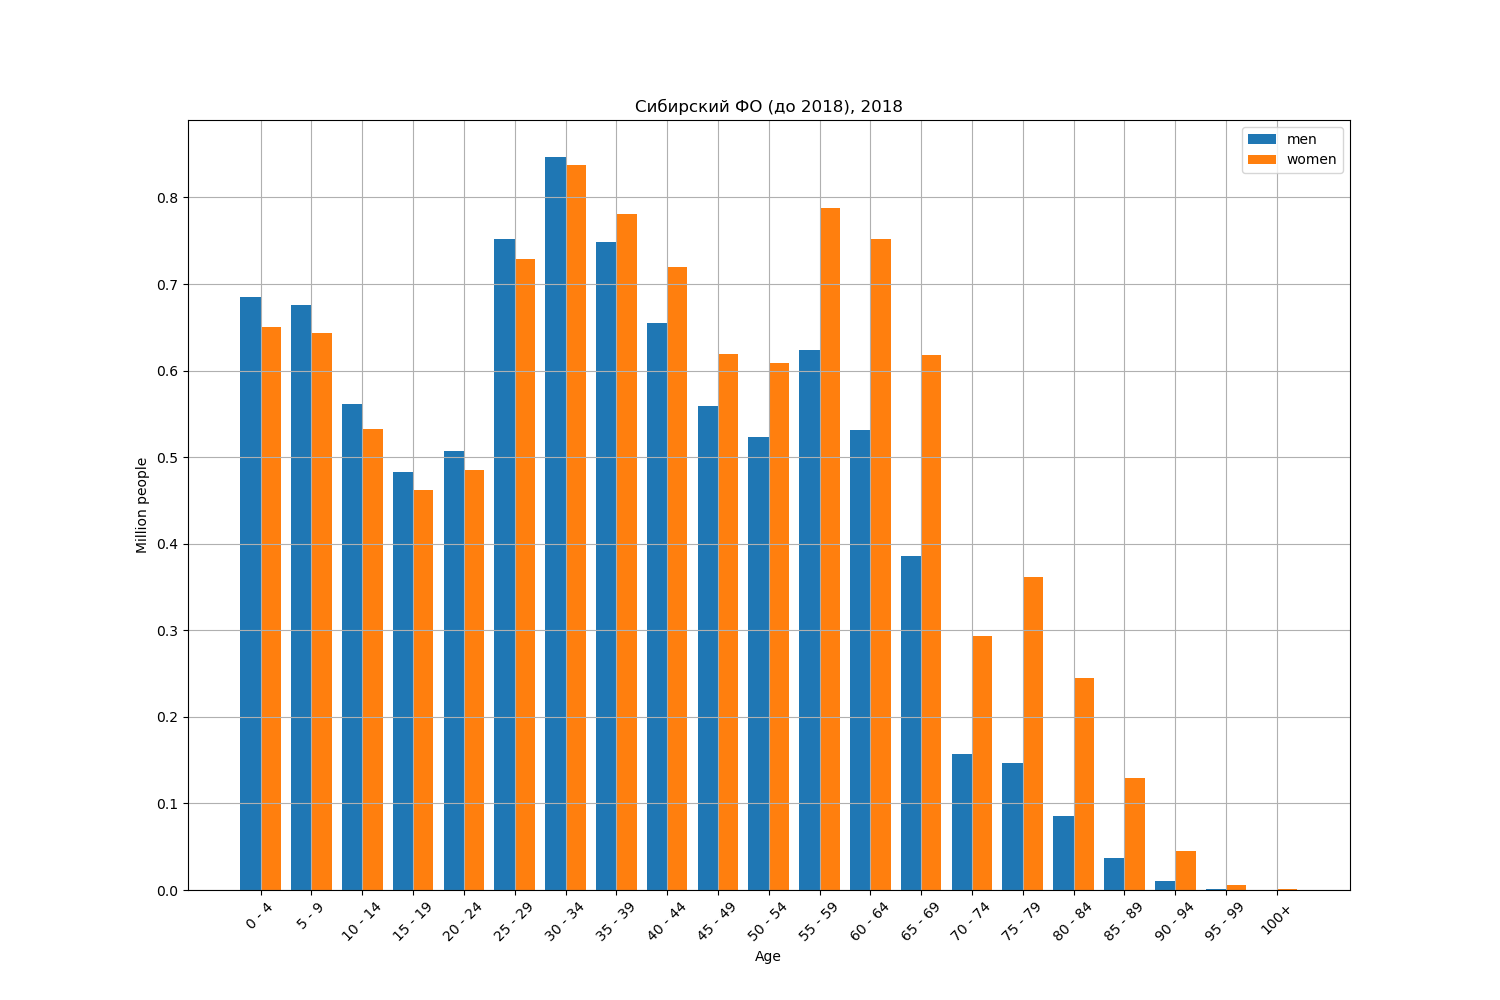 Сибирский ФО (до 2018), 2018
men
women
Million people
0.8
0.7
0.6
0.5
0.4
0.3
0.2
0.1
0.0
0 - 4
5 - 9
10 - 14
15 - 19
20 - 24
25 - 29
30 - 34
35 - 39
40 - 44
45 - 49
50 - 54
55 - 59
60 - 64
65 - 69
70 - 74
75 - 79
80 - 84
85 - 89
90 - 94
95 - 99
100+
Age